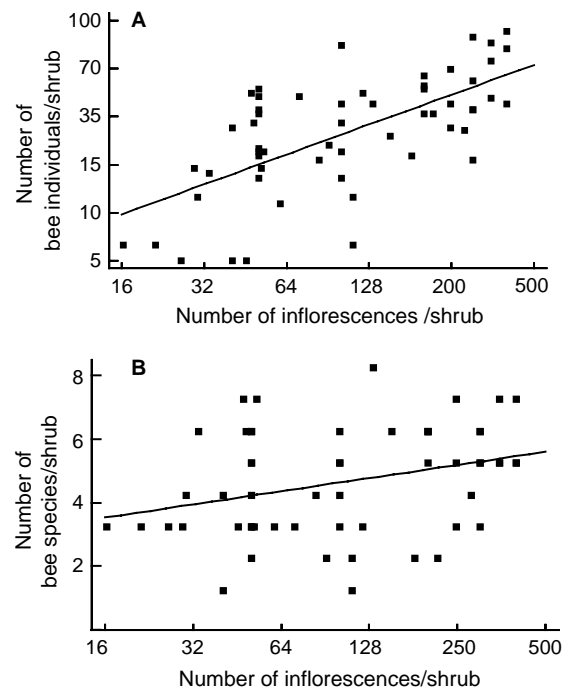 A
100
70
35
15
10
5
Number of
bee individuals/shrub
16 32 64 128 200 500
Number of inflorescences /shrub
B
8
6
4
2
Number of
bee species/shrub
16 32 64 128 250 500
Number of inflorescences/shrub